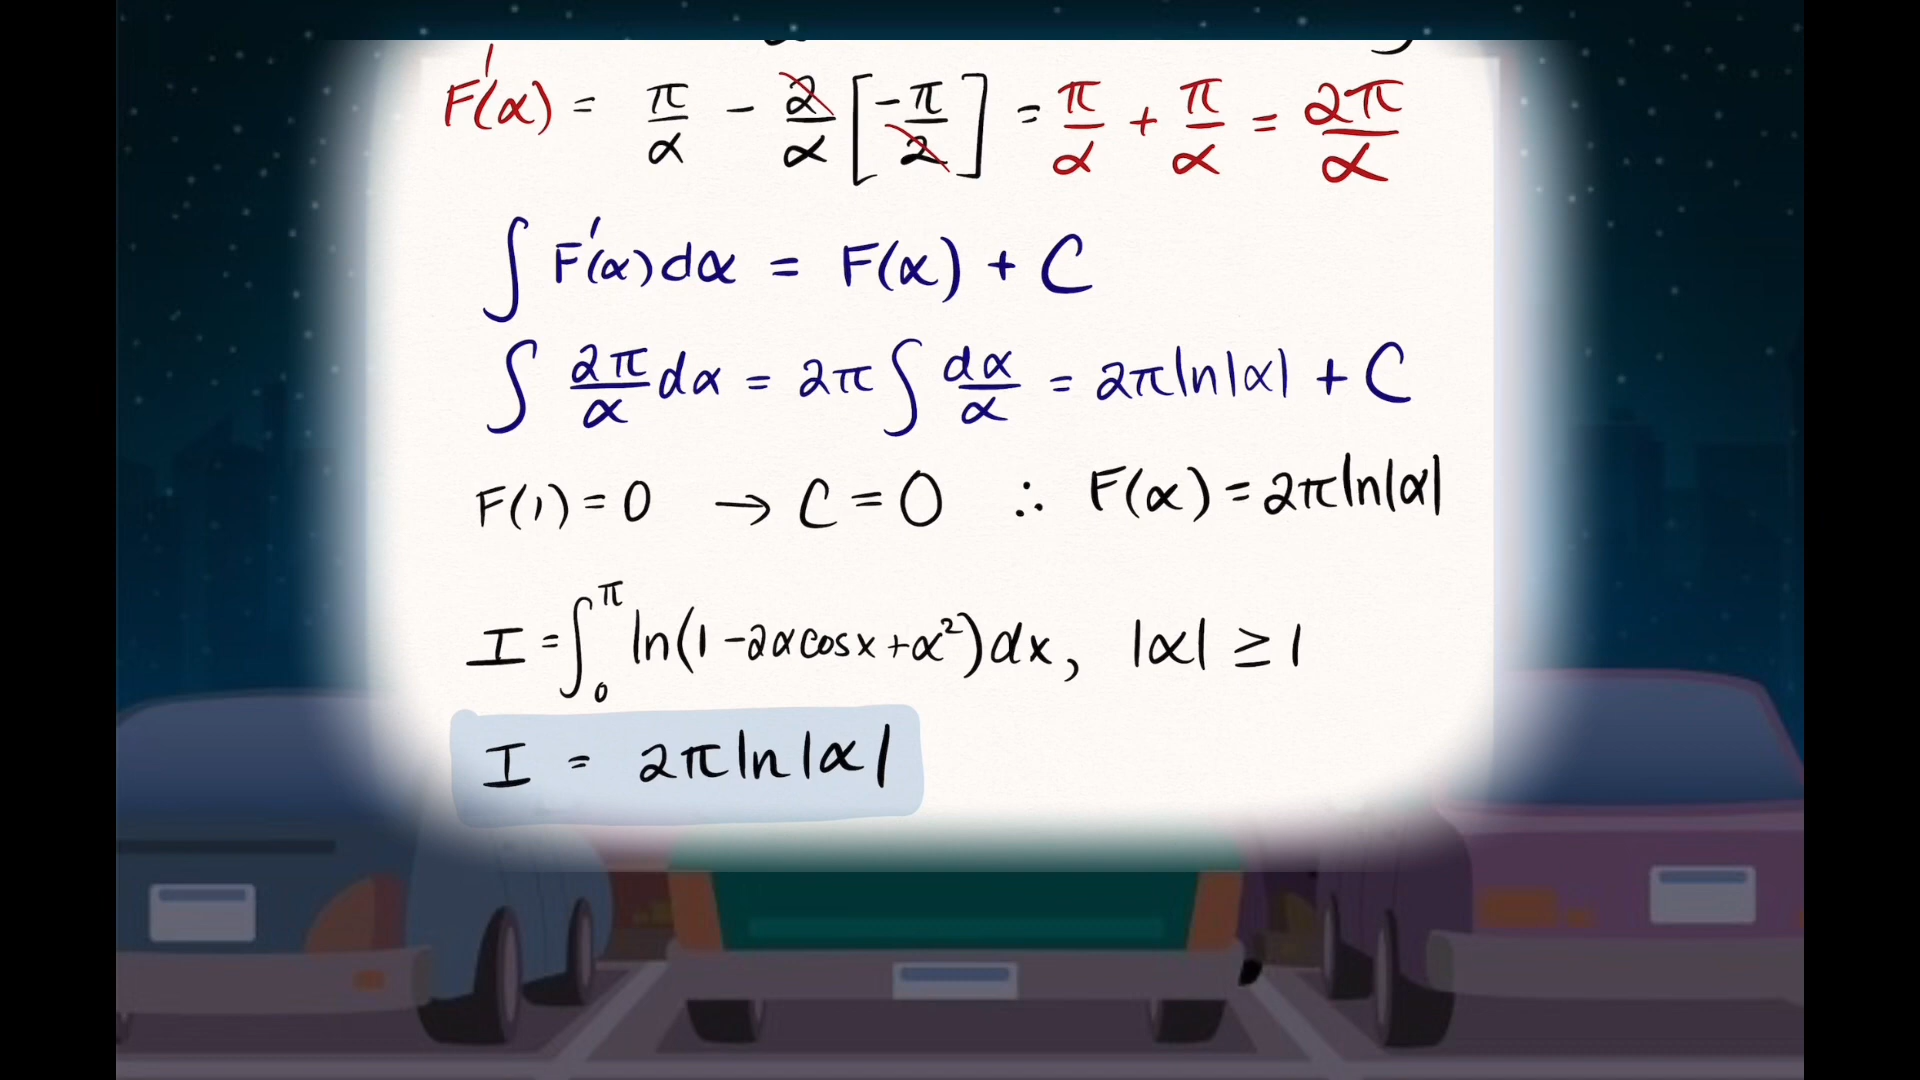 F'(α) = π/α - 2/α [-π/2] = π/α + π/α = 2π/α
∫ F'(α)dα = F(α) + C
∫ 2π/α dα = 2π ∫ dα/α = 2π ln|α| + C
F(1) = 0 → C = 0 ∴ F(α) = 2π ln|α|
I = ∫₀^π ln(1 - 2α cos x + α²)dx, |α| ≥ 1
I = 2π ln|α|